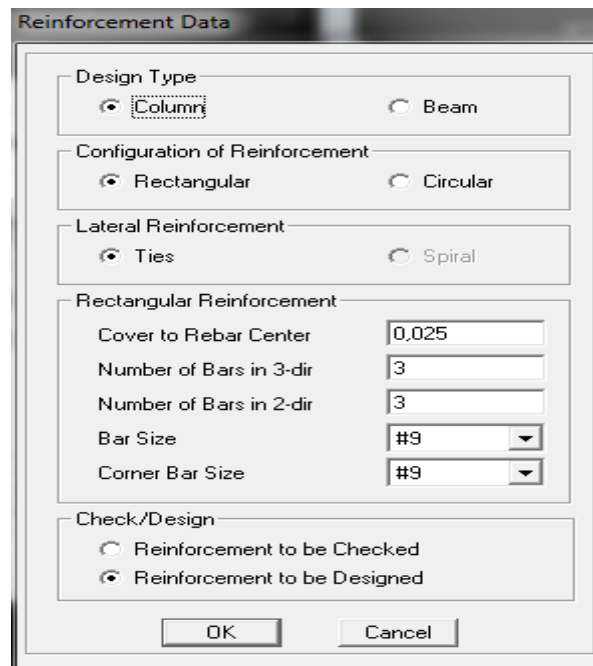 Reinforcement Data
Design Type
Column Beam
Configuration of Reinforcement
Rectangular Circular
Lateral Reinforcement
Ties Spiral
Rectangular Reinforcement
Cover to Rebar Center 0,025
Number of Bars in 3-dir 3
Number of Bars in 2-dir 3
Bar Size #9
Corner Bar Size #9
Check/Design
Reinforcement to be Checked
Reinforcement to be Designed
OK Cancel